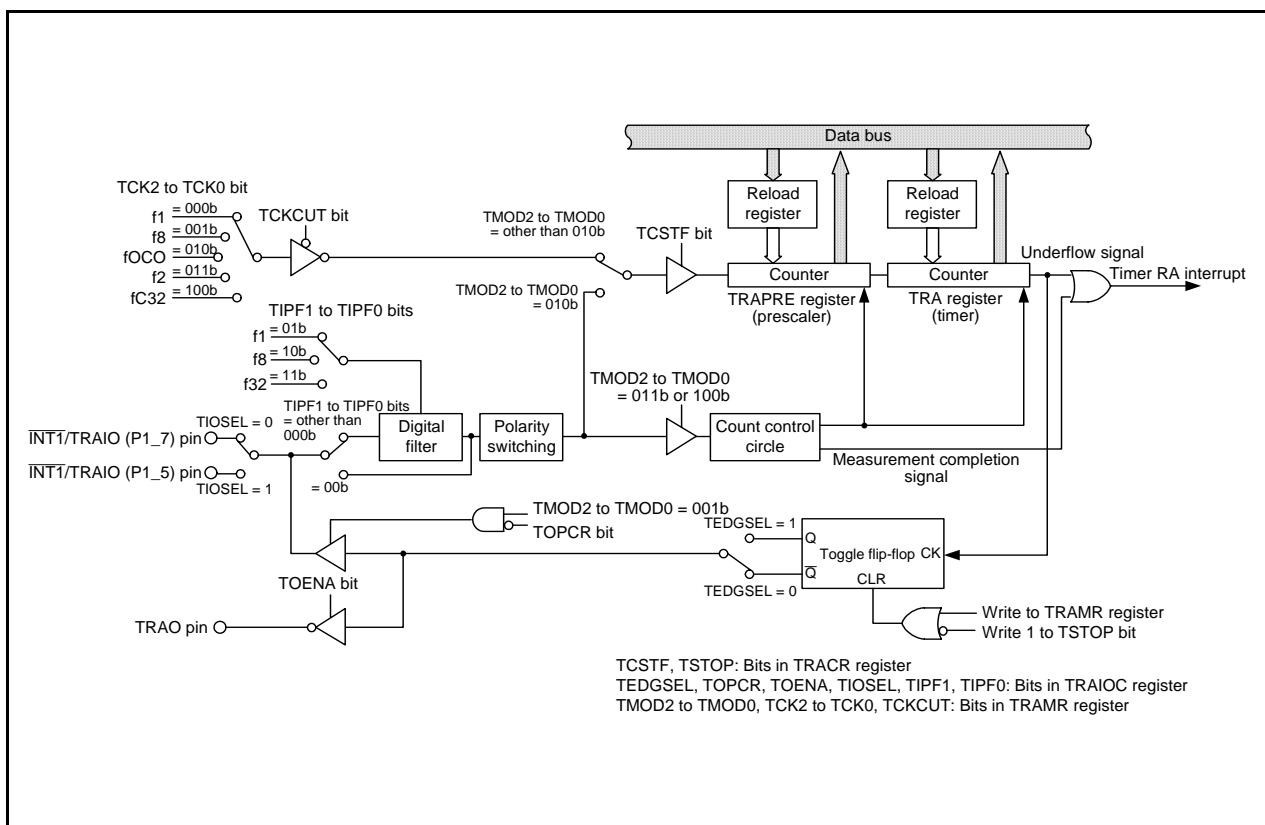 Data bus
Reload
register
Reload
register
TCK2 to TCK0 bit
f1
= 000b
f8
= 001b
fOCO
= 010b
f2
= 011b
fC32
= 100b
TCKCUT bit
TMOD2 to TMOD0
= other than 010b
TMOD2 to TMOD0
= 010b
TCSTF bit
Counter
TRAPRE register
(prescaler)
Counter
TRA register
(timer)
Underflow signal
Timer RA interrupt
TIPF1 to TIPF0 bits
f1
= 01b
f8
= 10b
f32
= 11b
TIPF1 to TIPF0 bits
= other than
000b
= 00b
TIOSEL = 0
INT1/TRAIO (P1_7) pin
INT1/TRAIO (P1_5) pin
TIOSEL = 1
Digital
filter
Polarity
switching
TMOD2 to TMOD0
= 011b or 100b
Count control
circle
Measurement completion
signal
TMOD2 to TMOD0 = 001b
TOPCR bit
TOENA bit
TRAO pin
TEDGSEL = 1
TEDGSEL = 0
Q
Q
Toggle flip-flop
CK
CLR
Write to TRAMR register
Write 1 to TSTOP bit
TCSTF, TSTOP: Bits in TRACR register
TEDGSEL, TOPCR, TOENA, TIOSEL, TIPF1, TIPF0: Bits in TRAIOC register
TMOD2 to TMOD0, TCK2 to TCK0, TCKCUT: Bits in TRAMR register